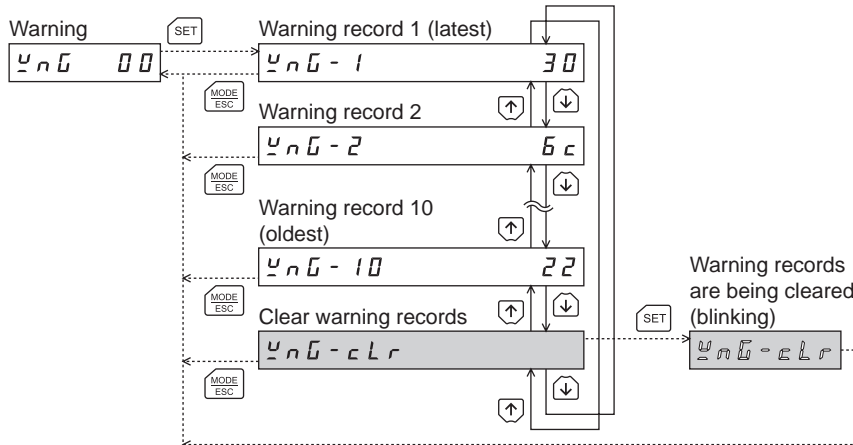 Warning
SET
Warning record 1 (latest)
WnG 00
WnG-1 30
MODE
ESC
Warning record 2
WnG-2 6c
MODE
ESC
Warning record 10
(oldest)
WnG-10 22
MODE
ESC
Clear warning records
WnG-cLr
MODE
ESC
SET
Warning records
are being cleared
(blinking)
WnG-cLr